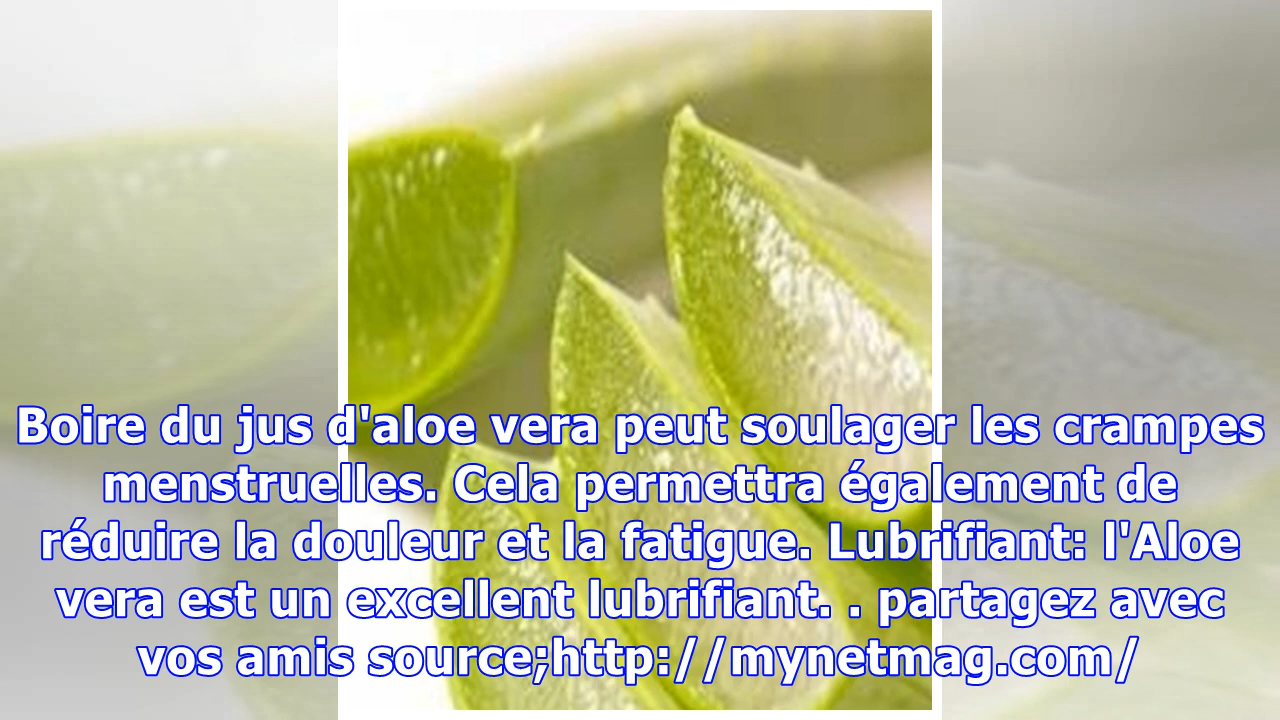 Boire du jus d'aloe vera peut soulager les crampes
menstruelles. Cela permettra également de
réduire la douleur et la fatigue. Lubrifiant: l'Aloe
vera est un excellent lubrifiant. . partagez avec
vos amis source;http://mynetmag.com/